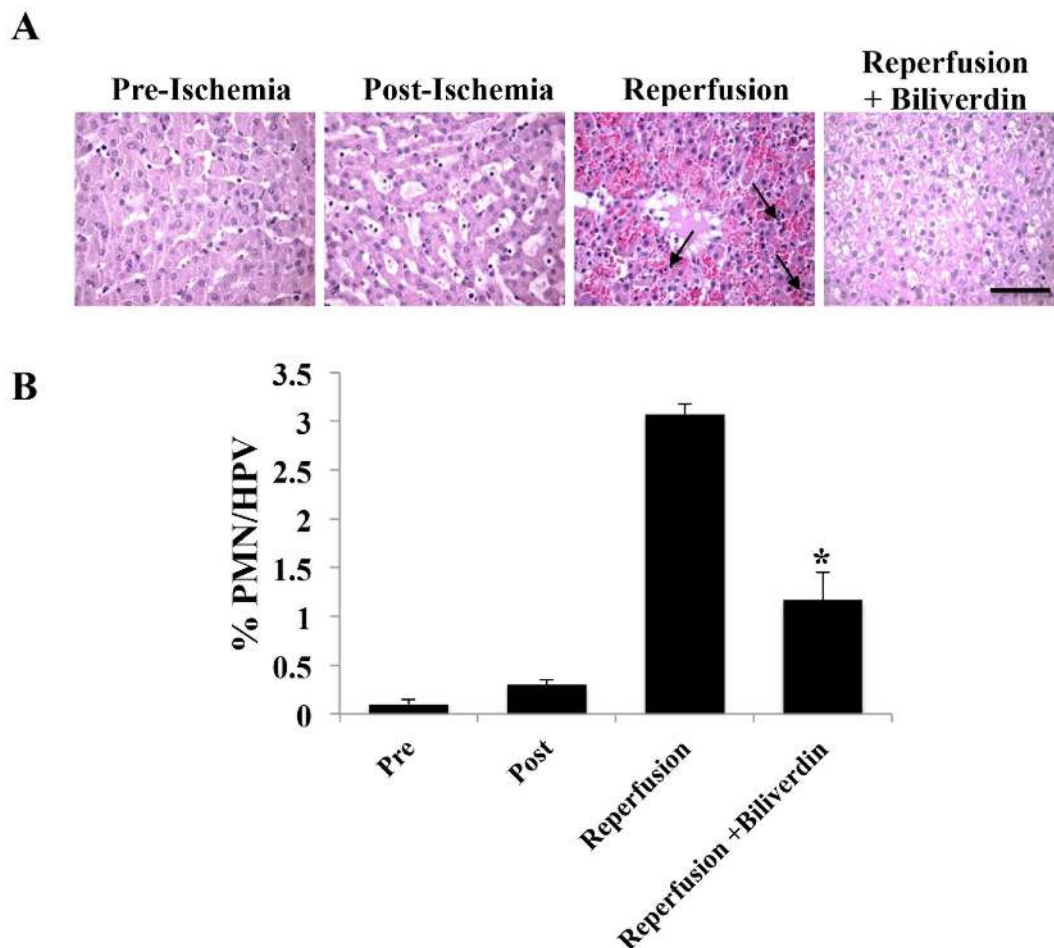 A
Pre-Ischemia
Post-Ischemia
Reperfusion
Reperfusion
+ Biliverdin
B
% PMN/HPV
3.5
3
2.5
2
1.5
1
0.5
0
*
Pre
Post
Reperfusion
Reperfusion +Biliverdin